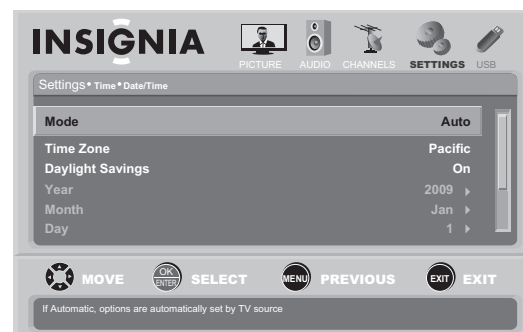 INSIGNIA
PICTURE AUDIO CHANNELS SETTINGS USB
Settings•Time•Date/Time
Mode Auto
Time Zone Pacific
Daylight Savings On
Year 2009
Month Jan
Day 1
MOVE OK ENTER SELECT MENU PREVIOUS EXIT EXIT
If Automatic, options are automatically set by TV source